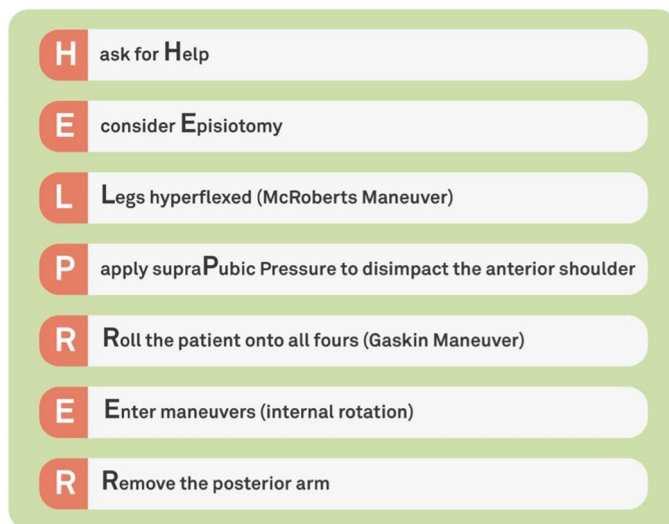 H ask for Help
E consider Episiotomy
L Legs hyperflexed (McRoberts Maneuver)
P apply supraPubic Pressure to disimpact the anterior shoulder
R Roll the patient onto all fours (Gaskin Maneuver)
E Enter maneuvers (internal rotation)
R Remove the posterior arm